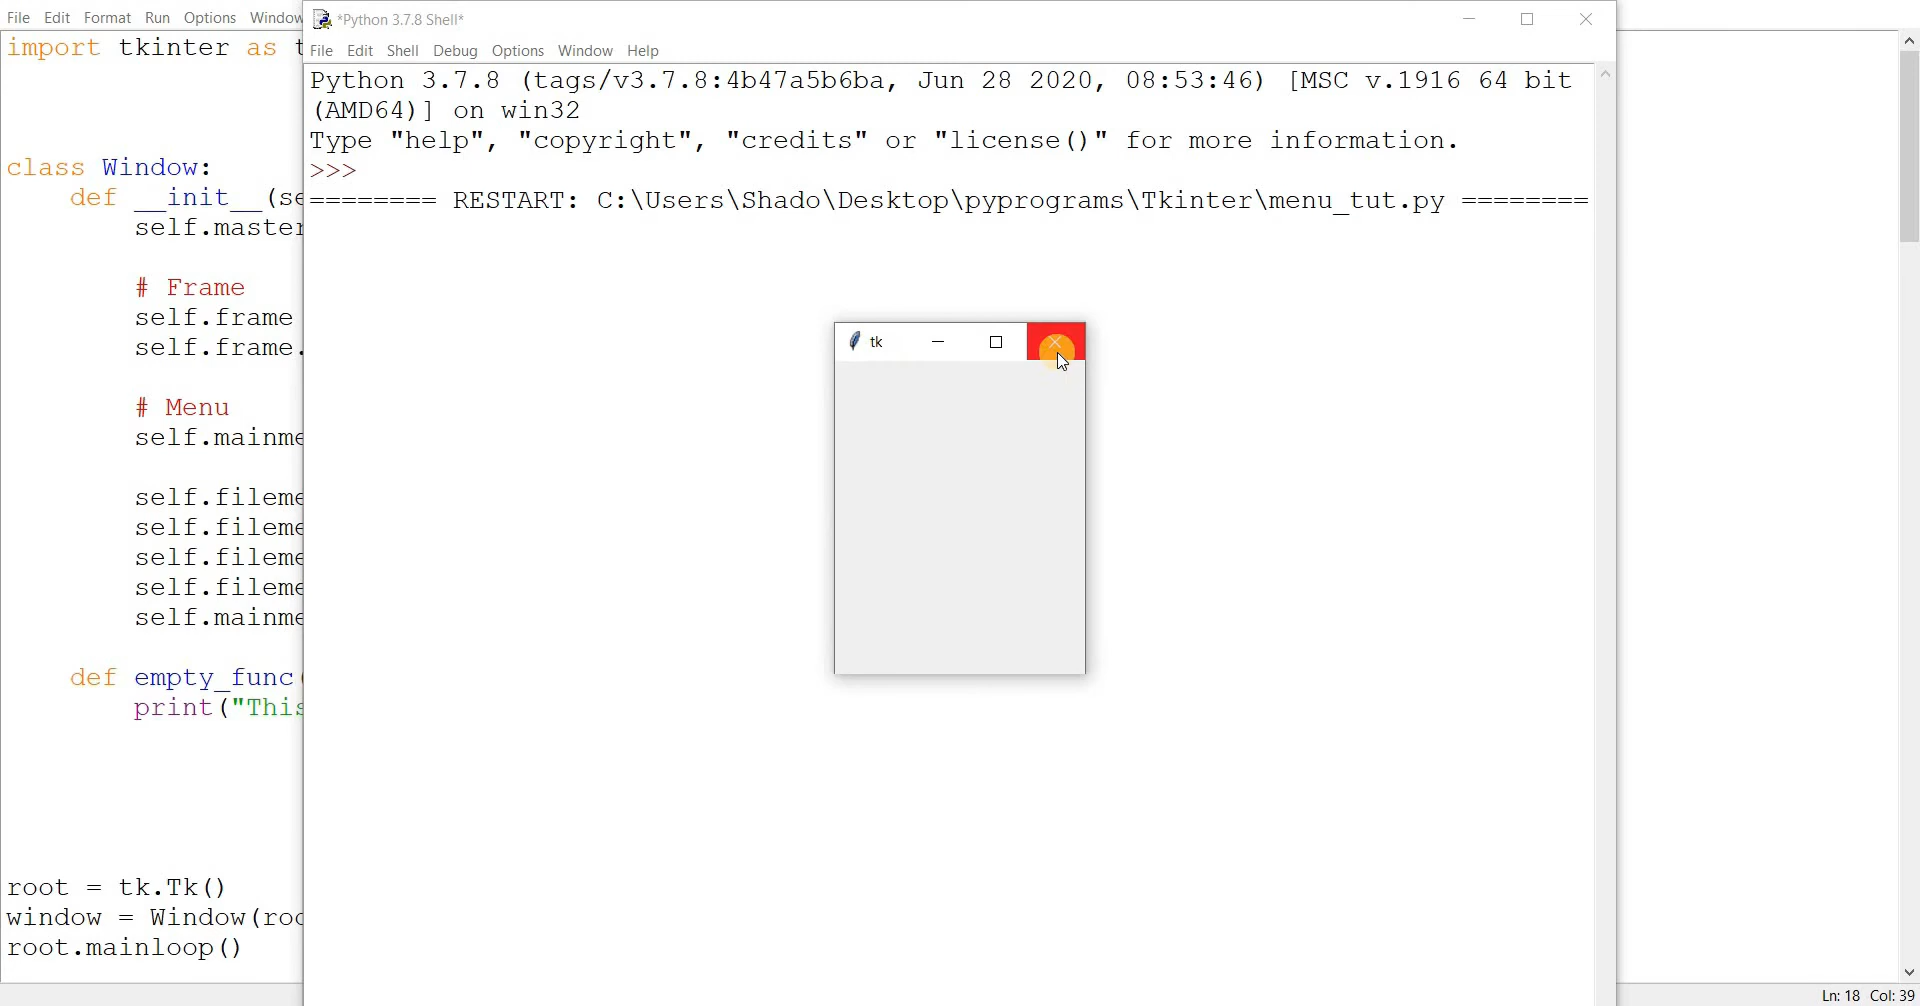 File Edit Format Run Options Window
import tkinter as t
class Window:
def __init__(se
self.master
# Frame
self.frame
self.frame.
# Menu
self.mainme
self.fileme
self.fileme
self.fileme
self.fileme
self.mainme
def empty_func(
print("This
root = tk.Tk()
window = Window(roo
root.mainloop()
*Python 3.7.8 Shell*
File Edit Shell Debug Options Window Help
Python 3.7.8 (tags/v3.7.8:4b47a5b6ba, Jun 28 2020, 08:53:46) [MSC v.1916 64 bit
(AMD64)] on win32
Type "help", "copyright", "credits" or "license()" for more information.
>>>
======== RESTART: C:\Users\Shado\Desktop\pyprograms\Tkinter\menu_tut.py ========
tk
Ln: 18 Col: 39